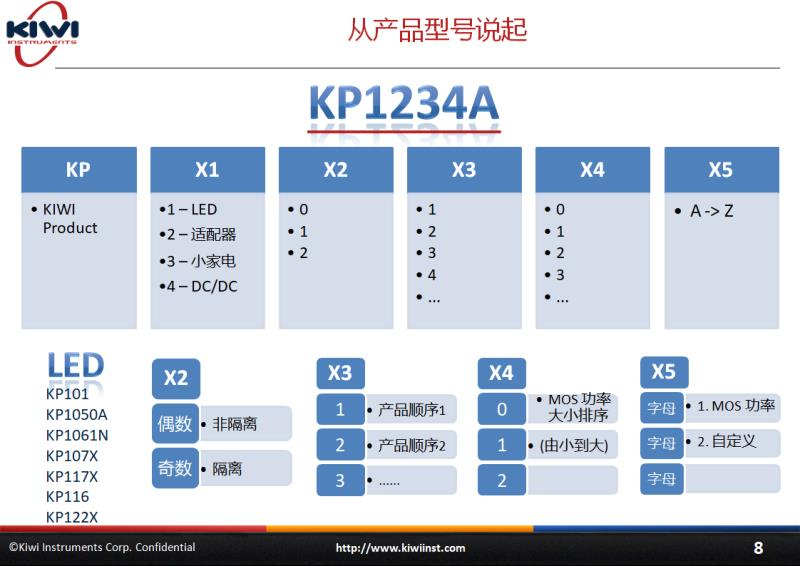 KIWI
INSTRUMENTS
从产品型号说起
KP1234A
KP
• KIWI
Product
X1
•1 – LED
•2 – 适配器
•3 – 小家电
•4 – DC/DC
X2
• 0
• 1
• 2
X3
• 1
• 2
• 3
• 4
• ...
X4
• 0
• 1
• 2
• 3
• ...
X5
• A -> Z
LED
KP101
KP1050A
KP1061N
KP107X
KP117X
KP116
KP122X
X2
偶数 • 非隔离
奇数 • 隔离
X3
1 • 产品顺序1
2 • 产品顺序2
3 • ......
X4
0 • MOS 功率
大小排序
1 • (由小到大)
2
X5
字母 • 1. MOS 功率
字母 • 2. 自定义
字母
©Kiwi Instruments Corp. Confidential
http://www.kiwiinst.com
8